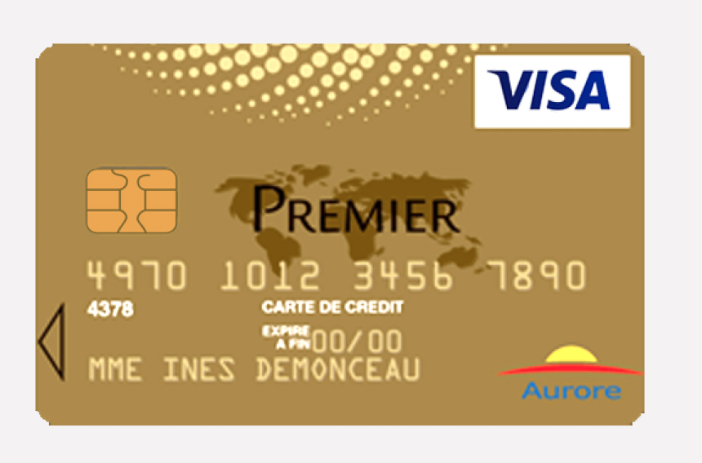 VISA
PREMIER
4970 1012 3456 7890
4378 CARTE DE CREDIT
EXPIRE A FIN 00/00
MME INES DEMONCEAU
Aurore